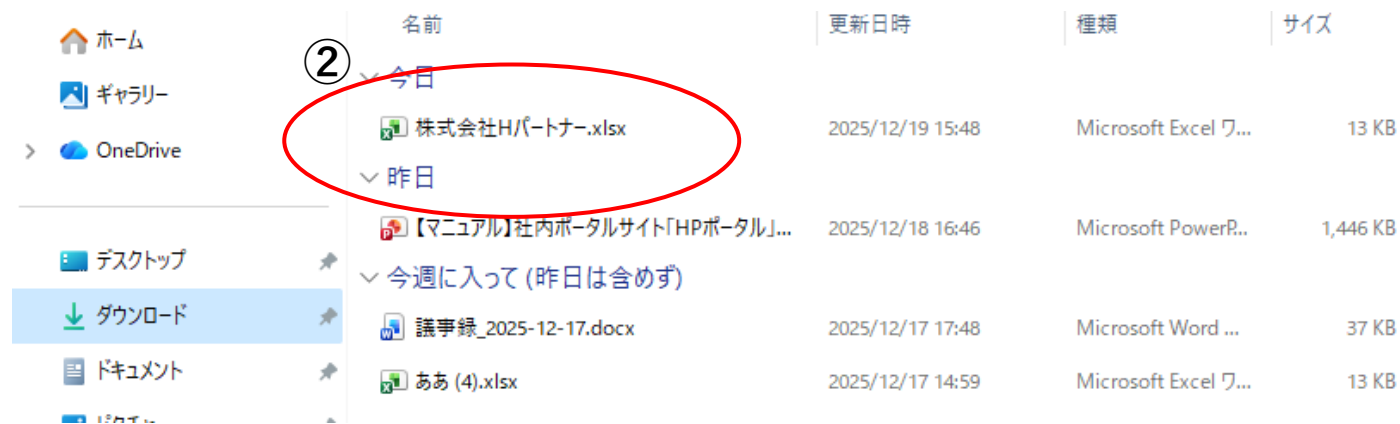 名前 更新日時 種類 サイズ
ホーム
②
今日
ギャラリー
株式会社Hパートナー.xlsx 2025/12/19 15:48 Microsoft Excel ワ... 13 KB
OneDrive
昨日
【マニュアル】社内ポータルサイト「HPポータル」... 2025/12/18 16:46 Microsoft PowerP... 1,446 KB
デスクトップ
今週に入って (昨日は含めず)
ダウンロード
議事録_2025-12-17.docx 2025/12/17 17:48 Microsoft Word ... 37 KB
ドキュメント
ああ (4).xlsx 2025/12/17 14:59 Microsoft Excel ワ... 13 KB